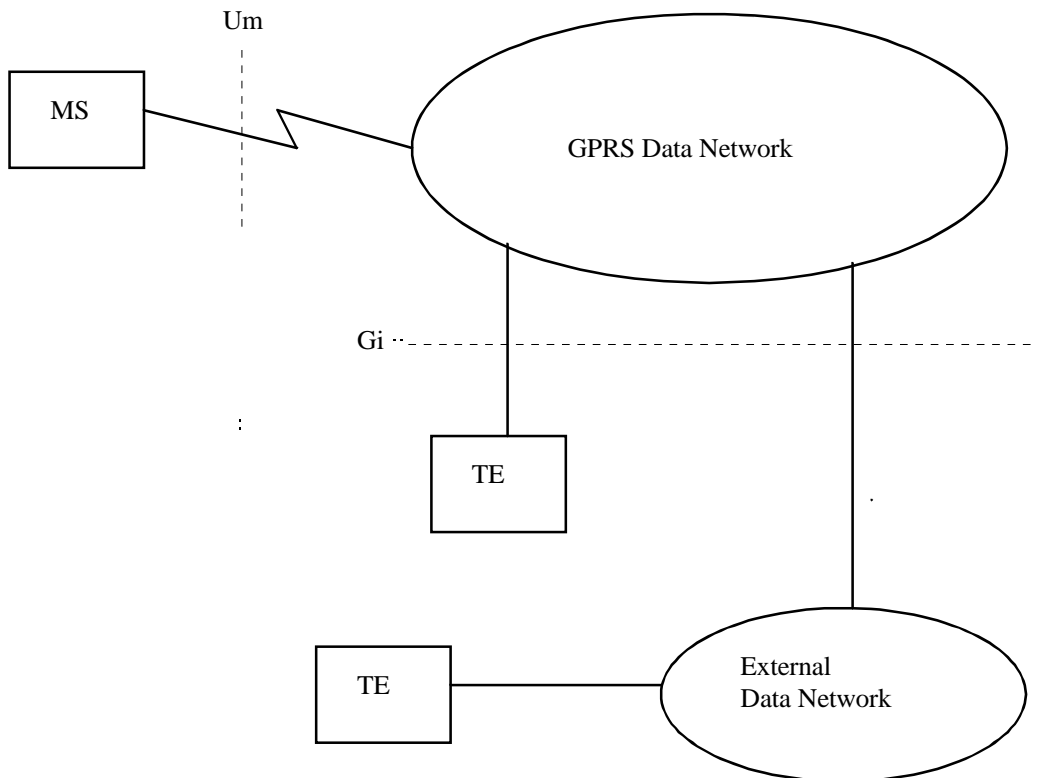 Um
MS
GPRS Data Network
Gi
TE
TE
External
Data Network